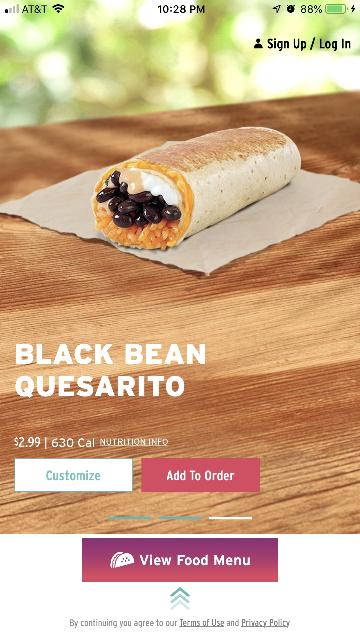 AT&T 10:28 PM 88%
Sign Up / Log In
BLACK BEAN
QUESARITO
$2.99 | 630 Cal NUTRITION INFO
Customize Add To Order
View Food Menu
By continuing you agree to our Terms of Use and Privacy Policy